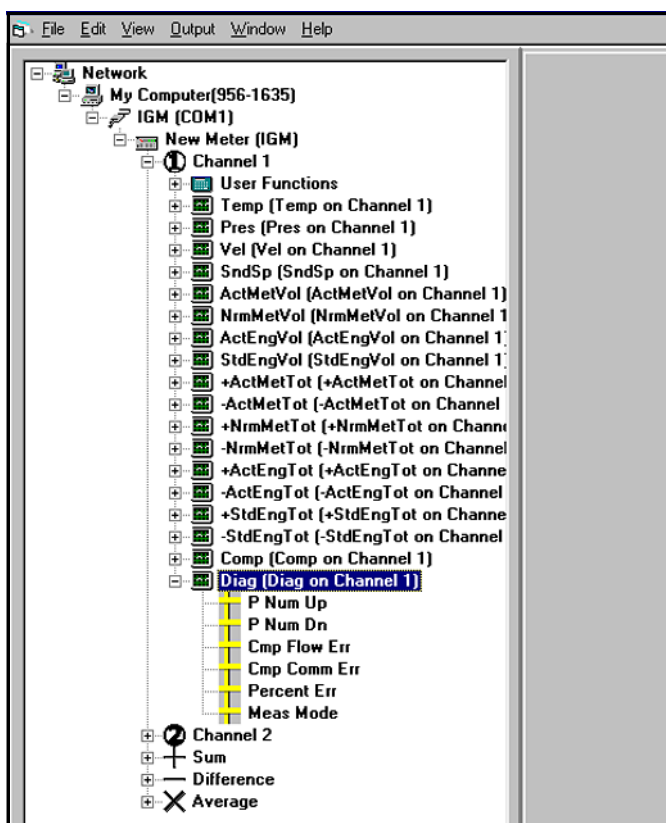 File Edit View Output Window Help
Network
My Computer(956-1635)
IGM (COM1)
New Meter (IGM)
1 Channel 1
User Functions
Temp (Temp on Channel 1)
Pres (Pres on Channel 1)
Vel (Vel on Channel 1)
SndSp (SndSp on Channel 1)
ActMetVol (ActMetVol on Channel 1)
NrmMetVol (NrmMetVol on Channel 1
ActEngVol (ActEngVol on Channel 1)
StdEngVol (StdEngVol on Channel 1)
+ActMetTot (+ActMetTot on Channel
-ActMetTot (-ActMetTot on Channel
+NrmMetTot (+NrmMetTot on Channe
-NrmMetTot (-NrmMetTot on Channel
+ActEngTot (+ActEngTot on Channe
-ActEngTot (-ActEngTot on Channel
+StdEngTot (+StdEngTot on Channe
-StdEngTot (-StdEngTot on Channel
Comp (Comp on Channel 1)
Diag (Diag on Channel 1)
P Num Up
P Num Dn
Cmp Flow Err
Cmp Comm Err
Percent Err
Meas Mode
2 Channel 2
Sum
Difference
Average